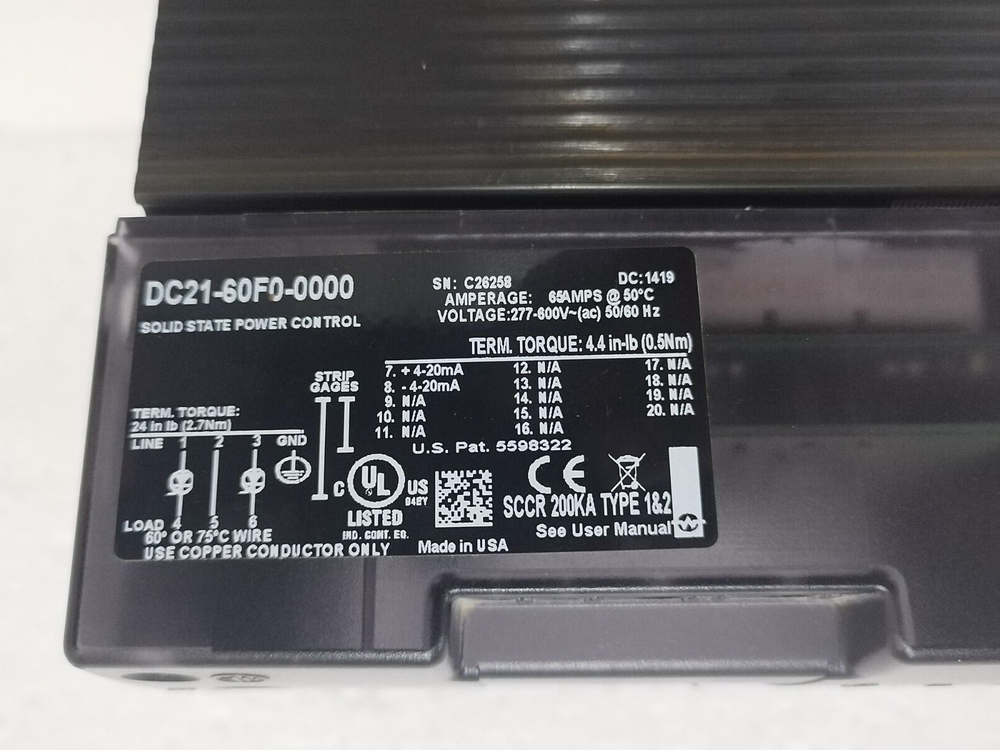 DC21-60F0-0000
SOLID STATE POWER CONTROL
SN: C26258 DC:1419
AMPERAGE: 65AMPS @ 50°C
VOLTAGE:277-600V~(ac) 50/60 Hz
TERM. TORQUE: 4.4 in-lb (0.5Nm)
7. + 4-20mA 12. N/A 17. N/A
8. - 4-20mA 13. N/A 18. N/A
9. N/A 14. N/A 19. N/A
10. N/A 15. N/A 20. N/A
11. N/A 16. N/A
U.S. Pat. 5598322
STRIP
GAGES
TERM. TORQUE:
24 in lb (2.7Nm)
LINE 1 2 3 GND
LOAD 4 5 6
60° OR 75°C WIRE
USE COPPER CONDUCTOR ONLY
C UL US
LISTED
IND. CONT. EQ.
94EY
Made in USA
CE
SCCR 200KA TYPE 1&2
See User Manual
W